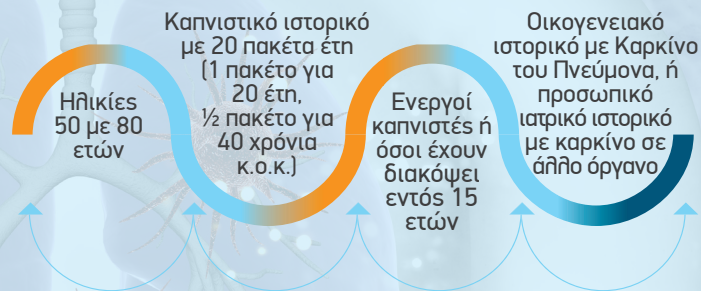 Ηλικίες
50 με 80
ετών
Καπνιστικό ιστορικό
με 20 πακέτα έτη
(1 πακέτο για
20 έτη,
½ πακέτο για
40 χρόνια
κ.ο.κ.)
Ενεργοί
καπνιστές ή
όσοι έχουν
διακόψει
εντός 15
ετών
Οικογενειακό
ιστορικό με Καρκίνο
του Πνεύμονα, ή
προσωπικό
ιατρικό ιστορικό
με καρκίνο σε
άλλο όργανο